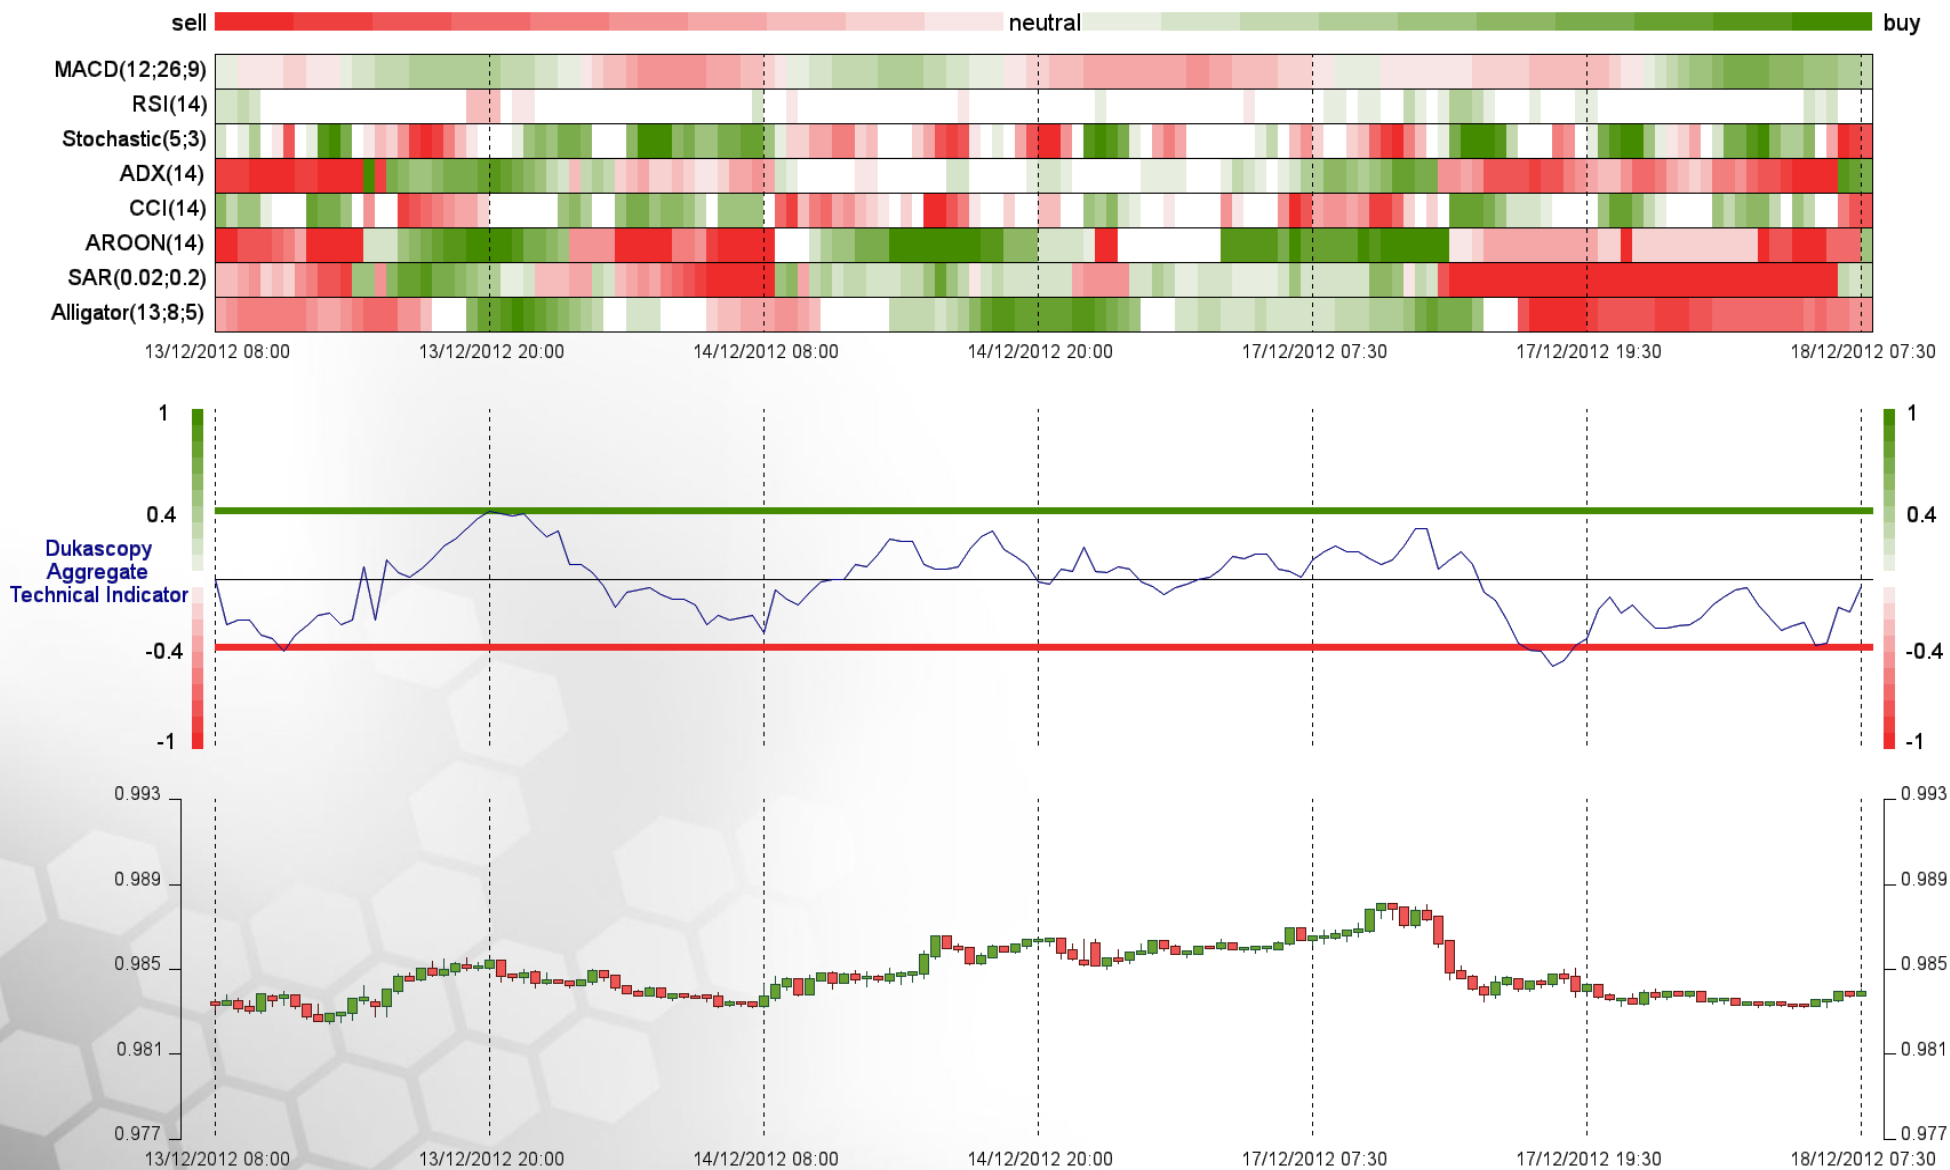 sell neutral buy
MACD(12;26;9)
RSI(14)
Stochastic(5;3)
ADX(14)
CCI(14)
AROON(14)
SAR(0.02;0.2)
Alligator(13;8;5)
13/12/2012 08:00 13/12/2012 20:00 14/12/2012 08:00 14/12/2012 20:00 17/12/2012 07:30 17/12/2012 19:30 18/12/2012 07:30
1 1
0.4 0.4
Dukascopy
Aggregate
Technical Indicator
-0.4 -0.4
-1 -1
0.993 0.993
0.989 0.989
0.985 0.985
0.981 0.981
0.977 0.977
13/12/2012 08:00 13/12/2012 20:00 14/12/2012 08:00 14/12/2012 20:00 17/12/2012 07:30 17/12/2012 19:30 18/12/2012 07:30